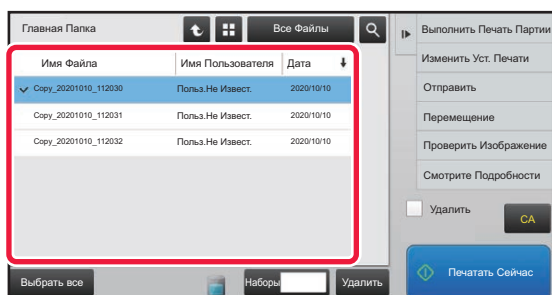 Главная Папка
Все Файлы
Имя Файла Имя Пользователя Дата
Copy_20201010_112030 Польз.Не Извест. 2020/10/10
Copy_20201010_112031 Польз.Не Извест. 2020/10/10
Copy_20201010_112032 Польз.Не Извест. 2020/10/10
Выбрать все
Наборы
Удалить
Выполнить Печать Партии
Изменить Уст. Печати
Отправить
Перемещение
Проверить Изображение
Смотрите Подробности
Удалить
CA
Печатать Сейчас